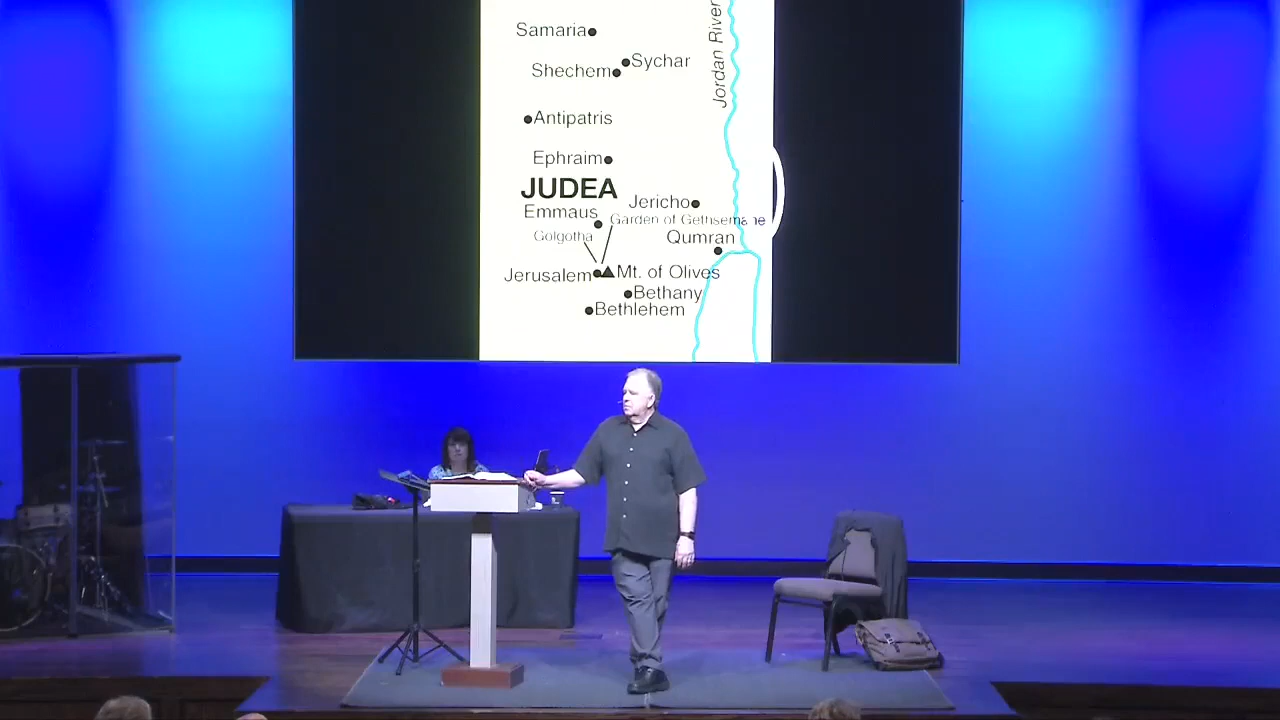 Jordan River
Samaria
Sychar
Shechem
Antipatris
Ephraim
JUDEA
Jericho
Emmaus
Garden of Gethsemane
Golgotha
Qumran
Jerusalem
Mt. of Olives
Bethany
Bethlehem